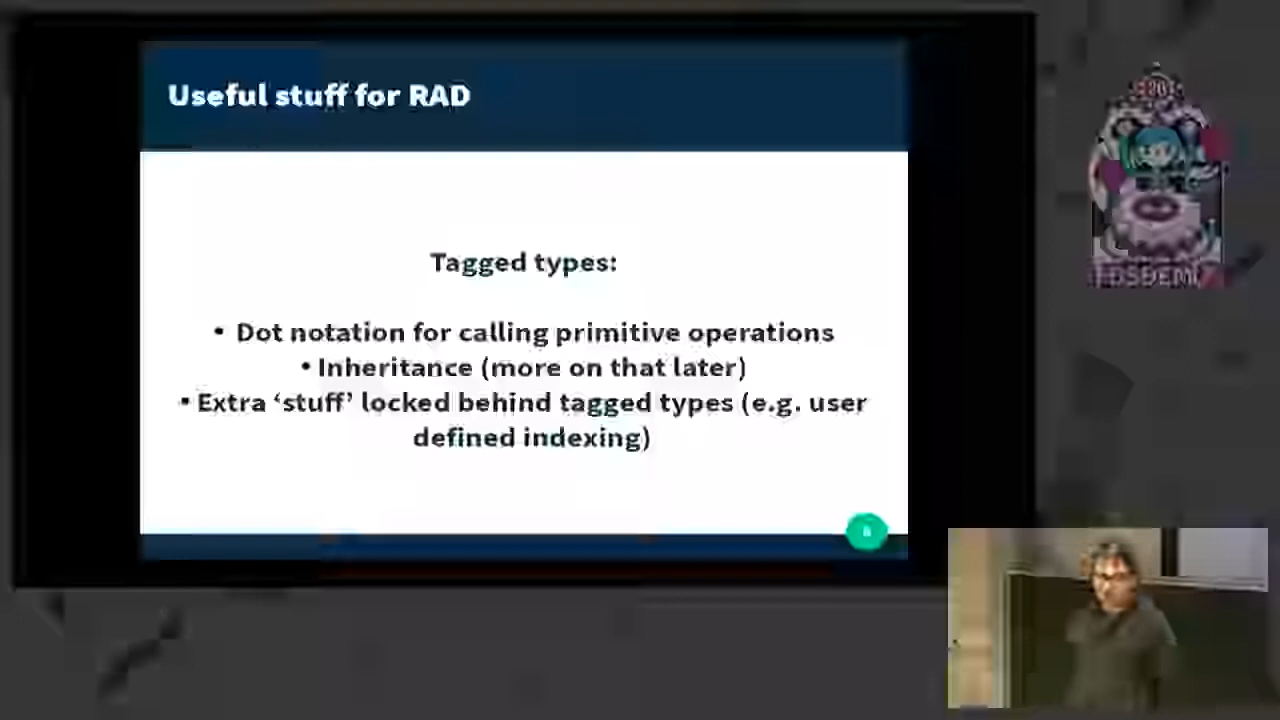 Useful stuff for RAD
Tagged types:
• Dot notation for calling primitive operations
• Inheritance (more on that later)
• Extra ‘stuff’ locked behind tagged types (e.g. user
defined indexing)